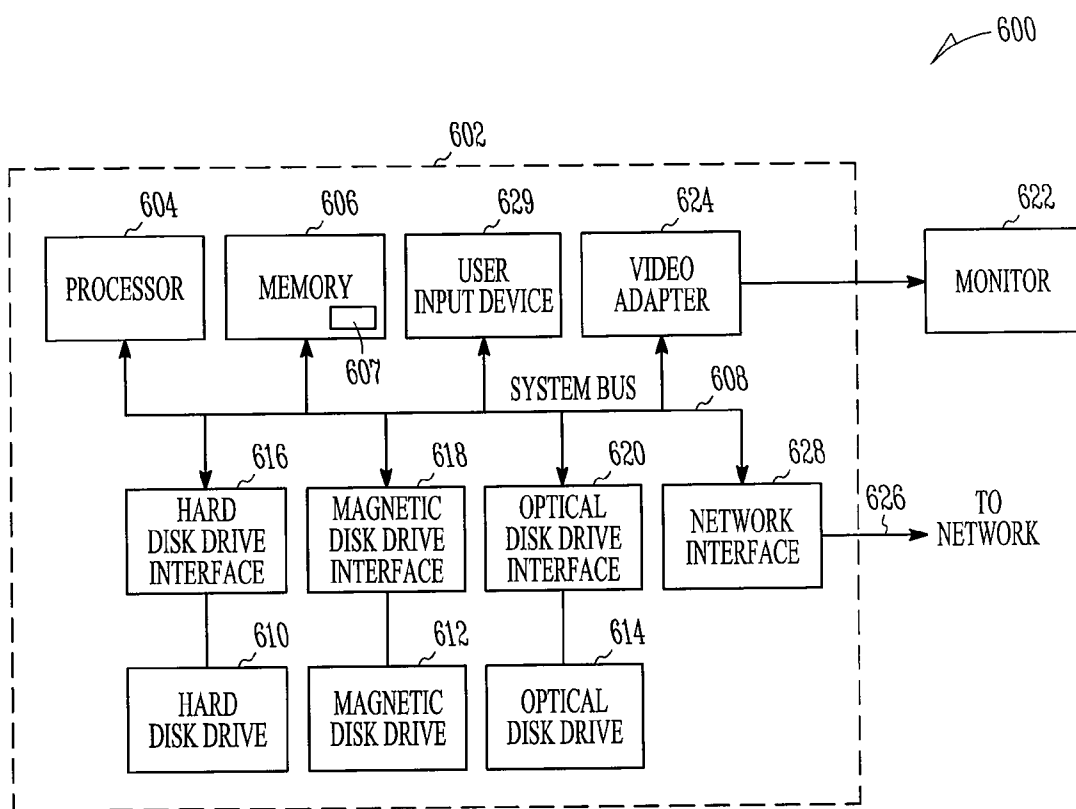 600
602
604
606
629
624
622
PROCESSOR
MEMORY
607
USER
INPUT DEVICE
VIDEO
ADAPTER
MONITOR
SYSTEM BUS
608
616
618
620
628
HARD
DISK DRIVE
INTERFACE
MAGNETIC
DISK DRIVE
INTERFACE
OPTICAL
DISK DRIVE
INTERFACE
NETWORK
INTERFACE
626
TO
NETWORK
610
612
614
HARD
DISK DRIVE
MAGNETIC
DISK DRIVE
OPTICAL
DISK DRIVE